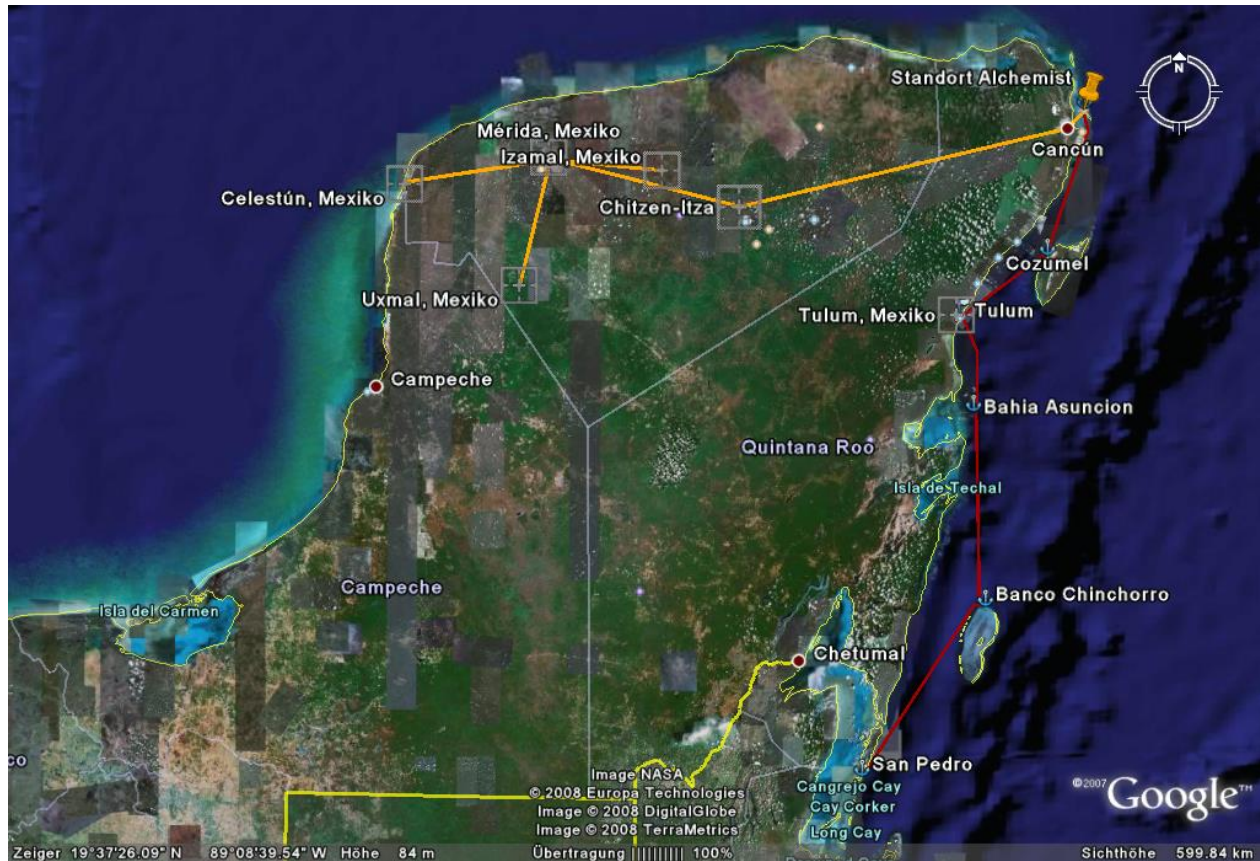 N
Standort Alchemist
Mérida, Mexiko
Izamal, Mexiko
Cancún
Celestún, Mexiko
Chitzen-Itza
Cozumel
Uxmal, Mexiko
Tulum, Mexiko
Tulum
Campeche
Bahia Asuncion
Quintana Roo
Isla de Techal
Campeche
Banco Chinchorro
Isla del Carmen
Chetumal
co
San Pedro
Image NASA
© 2008 Europa Technologies
Image © 2008 DigitalGlobe
Image © 2008 TerraMetrics
Cangrejo Cay
Cay Corker
Long Cay
©2007 Google™
Zeiger 19°37'26.09" N 89°08'39.54" W Höhe 84 m Übertragung 100% Sichthöhe 599.84 km